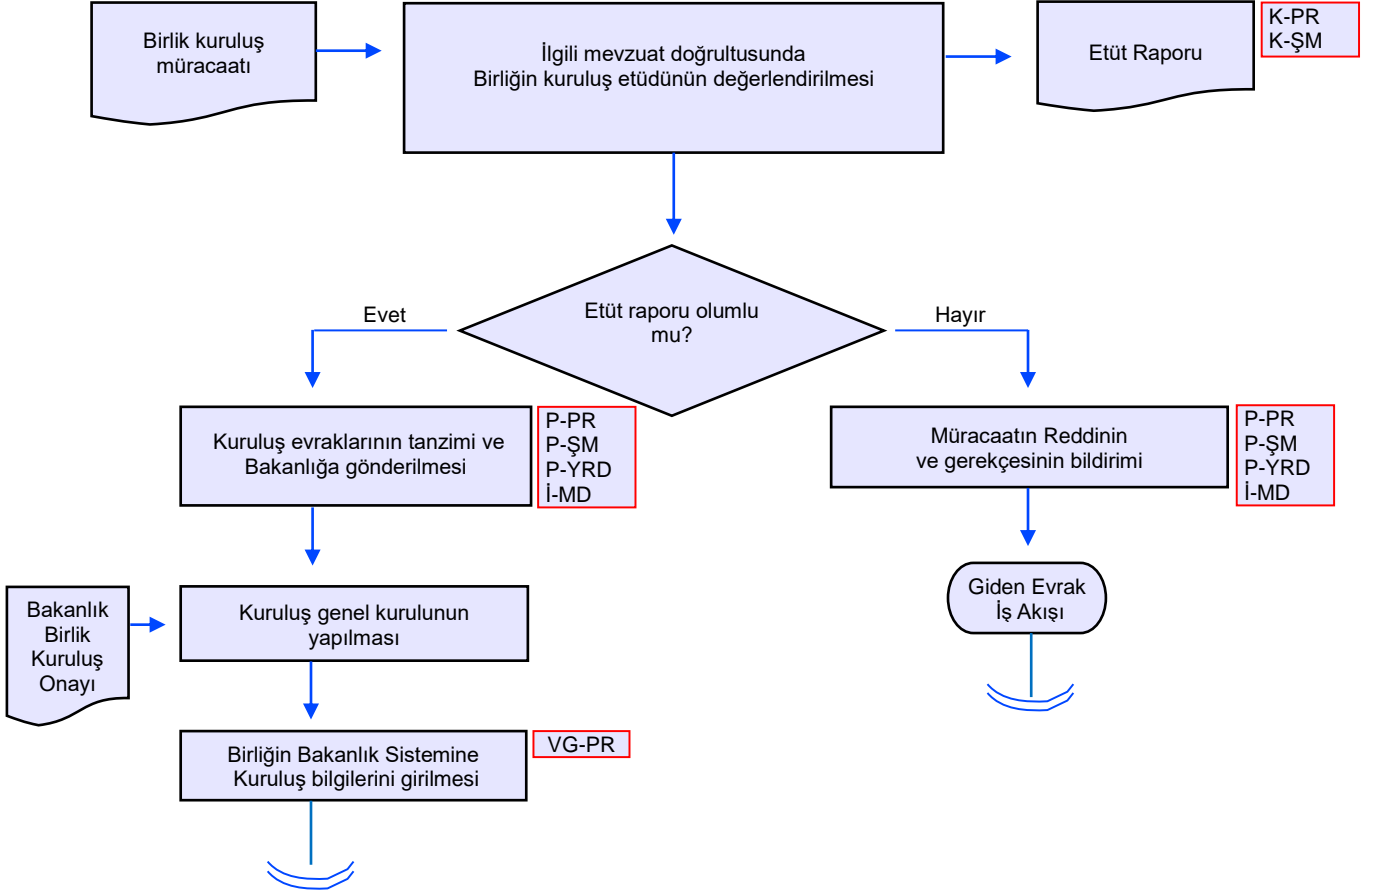 Birlik kuruluş
müracaatı
İlgili mevzuat doğrultusunda
Birliğin kuruluş etüdünün değerlendirilmesi
Etüt Raporu
K-PR
K-ŞM
Etüt raporu olumlu
mu?
Evet
Hayır
Kuruluş evraklarının tanzimi ve
Bakanlığa gönderilmesi
P-PR
P-ŞM
P-YRD
İ-MD
Müracaatın Reddinin
ve gerekçesinin bildirimi
P-PR
P-ŞM
P-YRD
İ-MD
Giden Evrak
İş Akışı
Bakanlık
Birlik
Kuruluş
Onayı
Kuruluş genel kurulunun
yapılması
Birliğin Bakanlık Sistemine
Kuruluş bilgilerini girilmesi
VG-PR